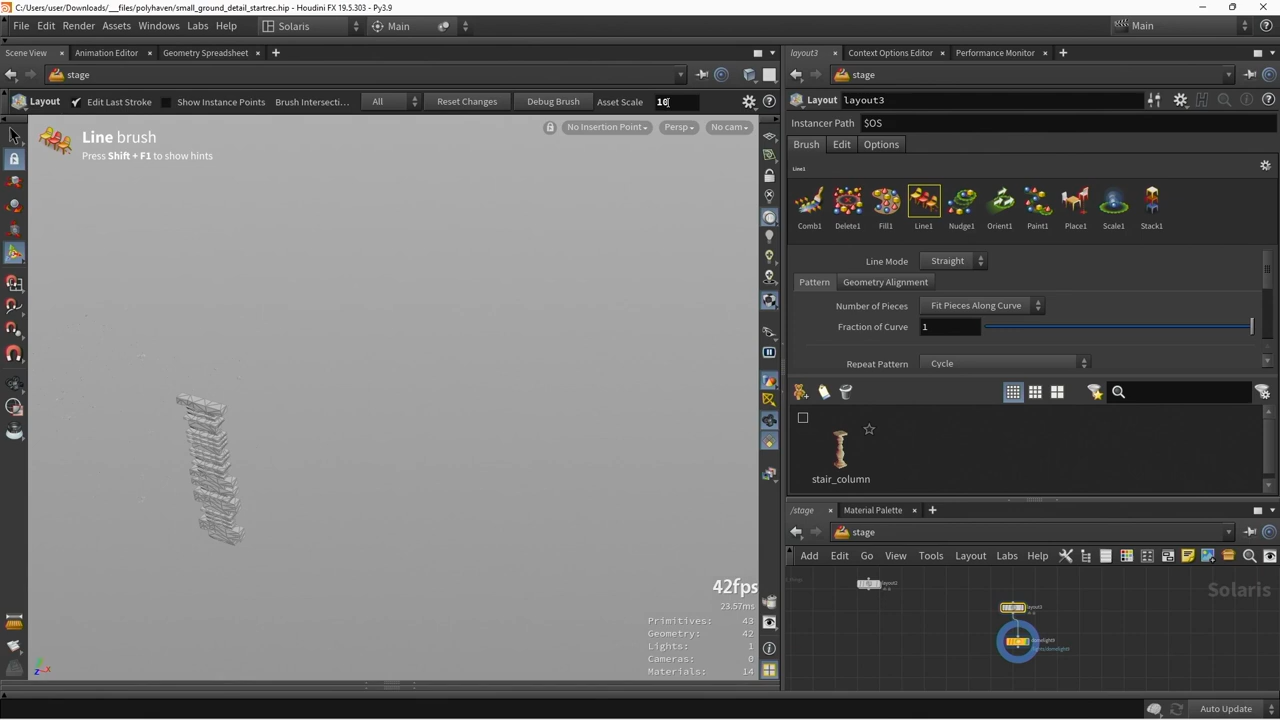 C:/Users/user/Downloads/__files/polyhaven/small_ground_detail_startrec.hip - Houdini FX 19.5.303 - Py3.9
File Edit Render Assets Windows Labs Help Solaris Main Main
Scene View Animation Editor Geometry Spreadsheet
layout3 Context Options Editor Performance Monitor
stage
stage
Layout Edit Last Stroke Show Instance Points Brush Intersecti... All Reset Changes Debug Brush Asset Scale 10
Layout layout3
Line brush
Press Shift + F1 to show hints
No Insertion Point Persp No cam
Instancer Path $OS
Brush Edit Options
Line1
Comb1 Delete1 Fill1 Line1 Nudge1 Orient1 Paint1 Place1 Scale1 Stack1
Line Mode Straight
Pattern Geometry Alignment
Number of Pieces Fit Pieces Along Curve
Fraction of Curve 1
Repeat Pattern Cycle
stair_column
/stage Material Palette
stage
Add Edit Go View Tools Layout Labs Help
Solaris
layout2
layout3
42fps
23.57ms
Primitives: 43
Geometry: 42
Lights: 1
Cameras: 0
Materials: 14
Auto Update